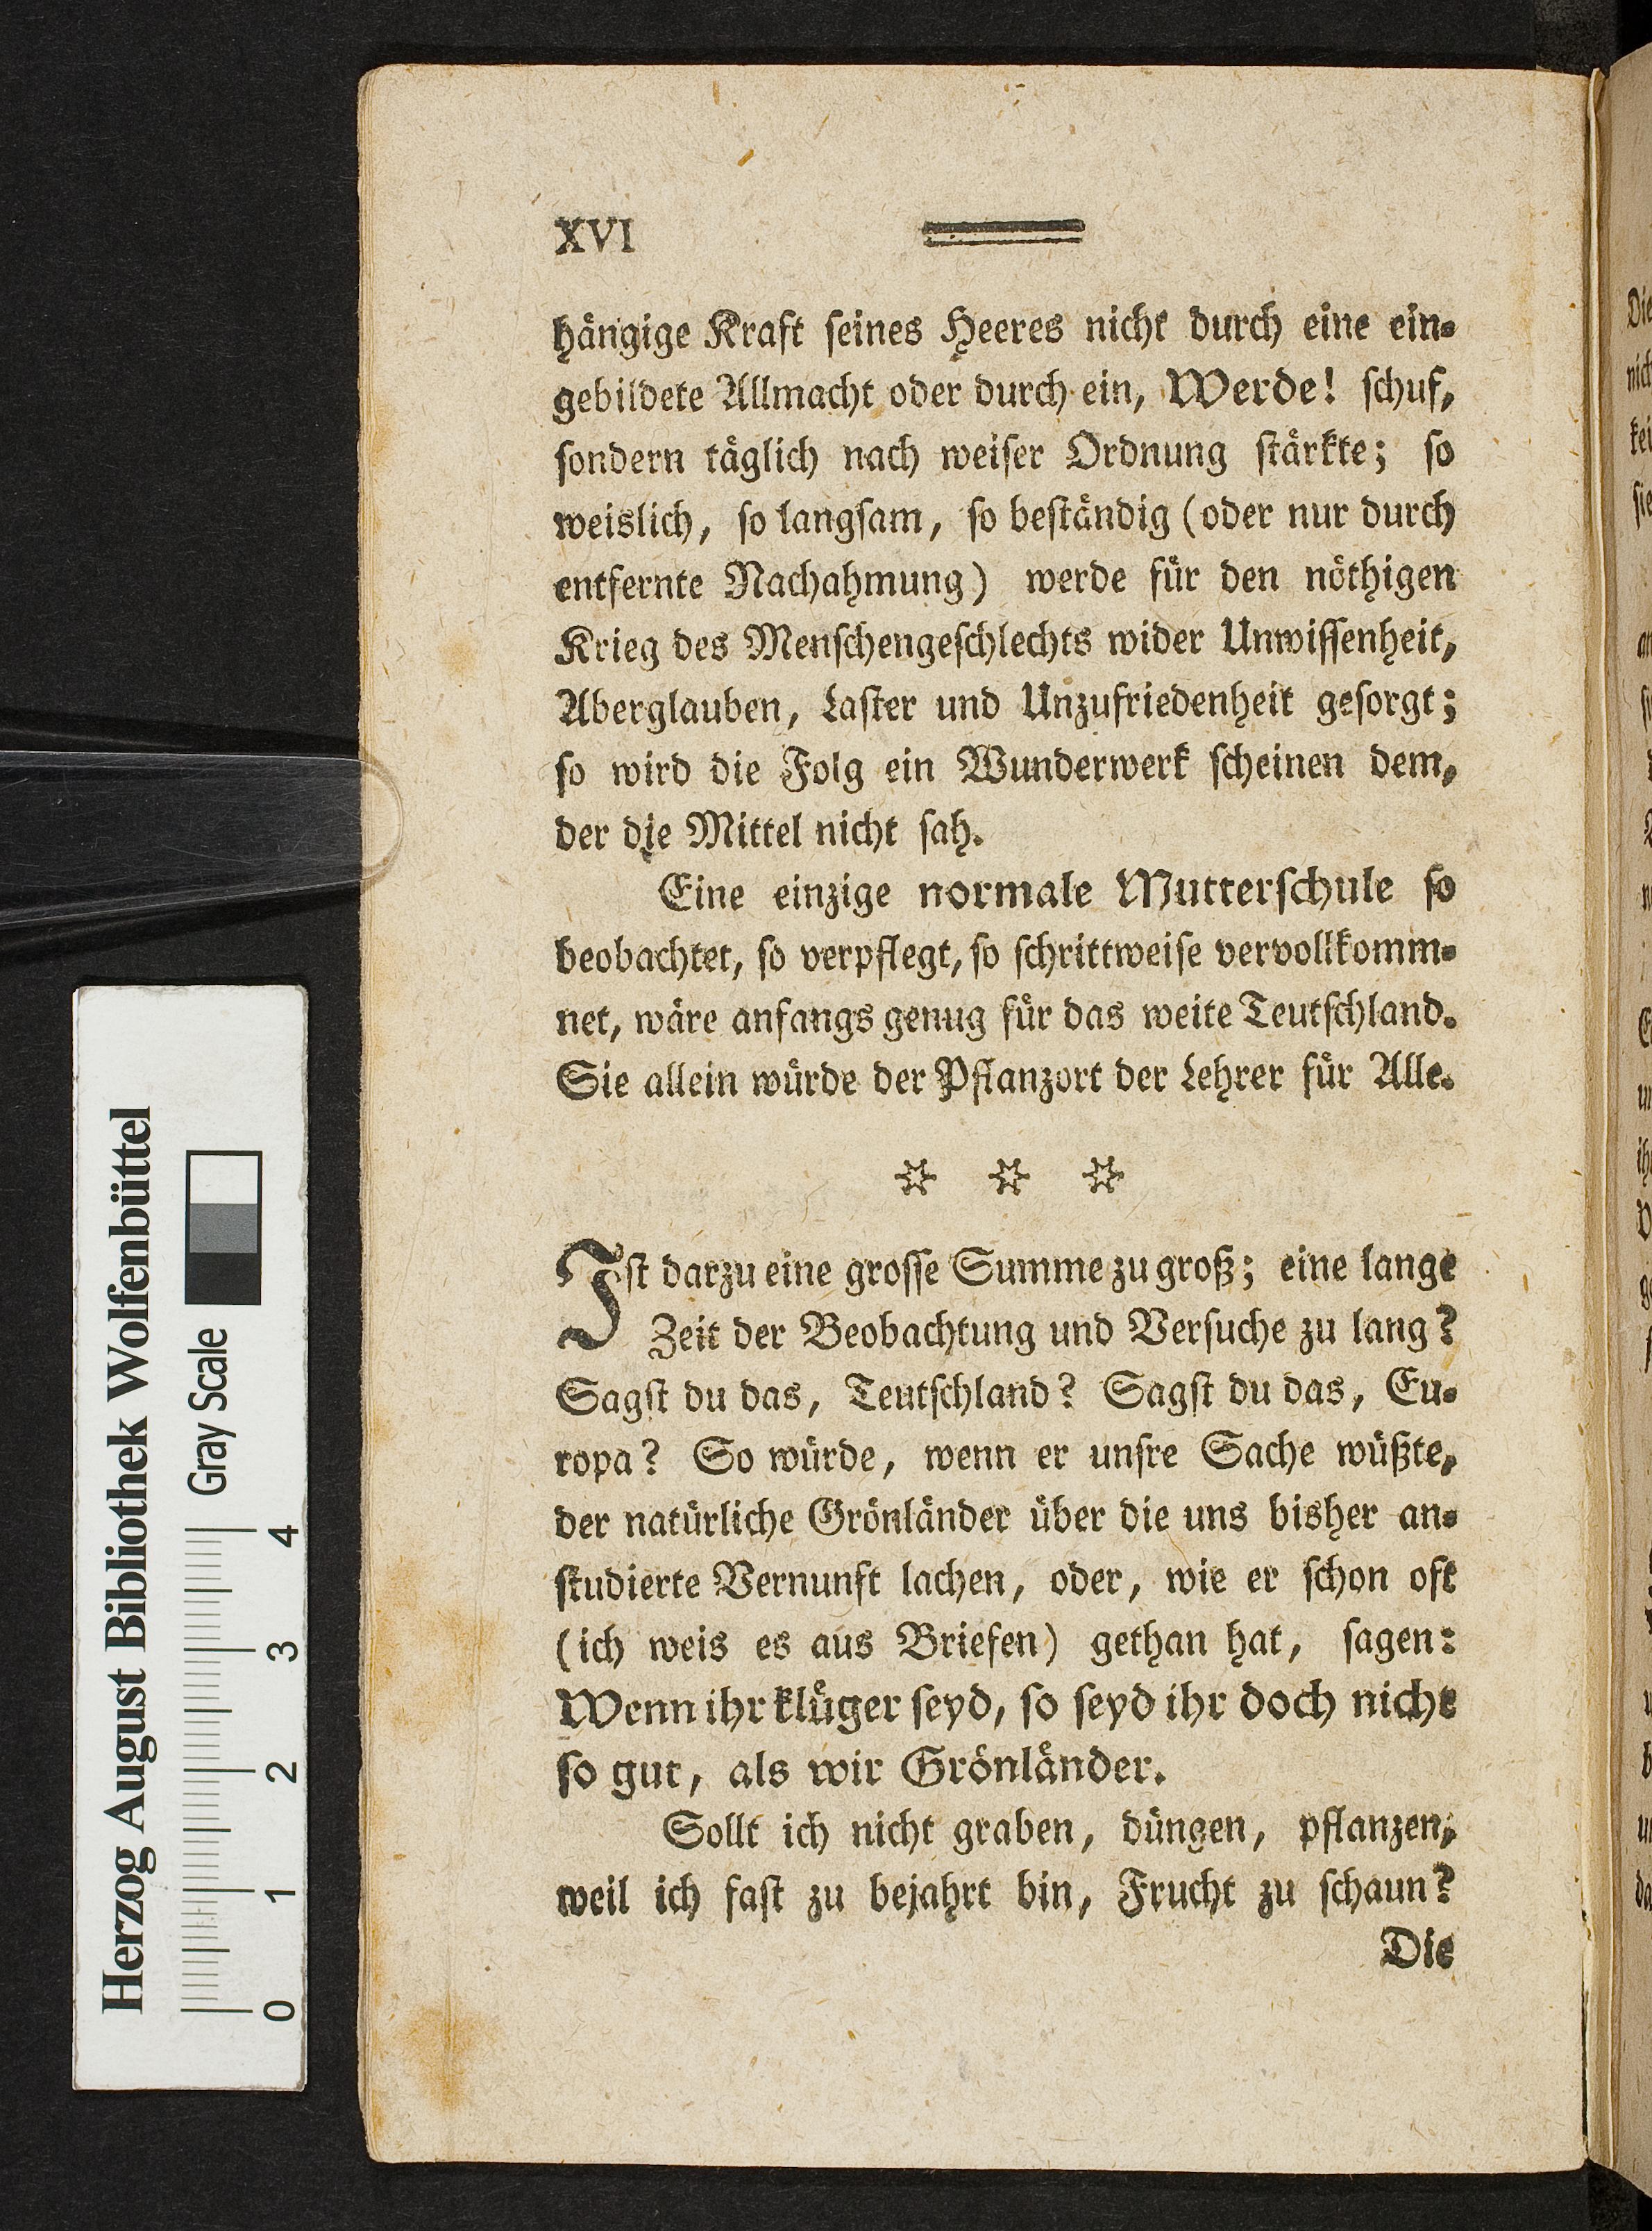 XVI
hängige Kraft ſeines Heeres nicht durch eine ein⸗
gebildete Allmacht oder durch ein, Werde! ſchuf,
ſondern täglich nach weiſer Ordnung ſtärkte; ſo
weislich, ſo langſam, ſo beſtändig (oder nur durch
entfernte Nachahmung) werde für den nöthigen
Krieg des Menſchengeſchlechts wider Unwiſſenheit,
Aberglauben, Laſter und Unzufriedenheit geſorgt;
ſo wird die Folg ein Wunderwerk ſcheinen dem,
der die Mittel nicht ſah.
Eine einzige normale Mutterſchule ſo
beobachtet, ſo verpflegt, ſo ſchrittweiſe vervollkomm⸗
net, wäre anfangs genug für das weite Teutſchland.
Sie allein würde der Pflanzort der Lehrer für Alle.
* * *
Iſt darzu eine groſſe Summe zu groß; eine lange
Zeit der Beobachtung und Verſuche zu lang?
Sagſt du das, Teutſchland? Sagſt du das, Eu⸗
ropa? So würde, wenn er unſre Sache wüßte,
der natürliche Grönländer über die uns bisher an⸗
ſtudierte Vernunft lachen, oder, wie er ſchon oft
(ich weis es aus Briefen) gethan hat, ſagen:
Wenn ihr klüger ſeyd, ſo ſeyd ihr doch nicht
ſo gut, als wir Grönländer.
Sollt ich nicht graben, düngen, pflanzen,
weil ich faſt zu bejahrt bin, Frucht zu ſchaun?
Die
Herzog August Bibliothek Wolfenbüttel
Gray Scale
0 1 2 3 4